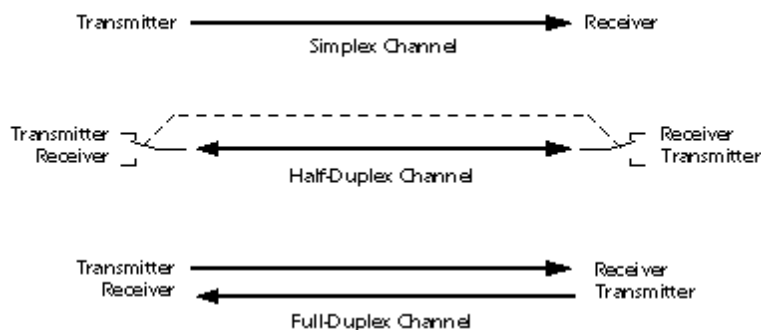 Transmitter Receiver
Simplex Channel
Transmitter Receiver
Receiver Transmitter
Half-Duplex Channel
Transmitter Receiver
Receiver Transmitter
Full-Duplex Channel